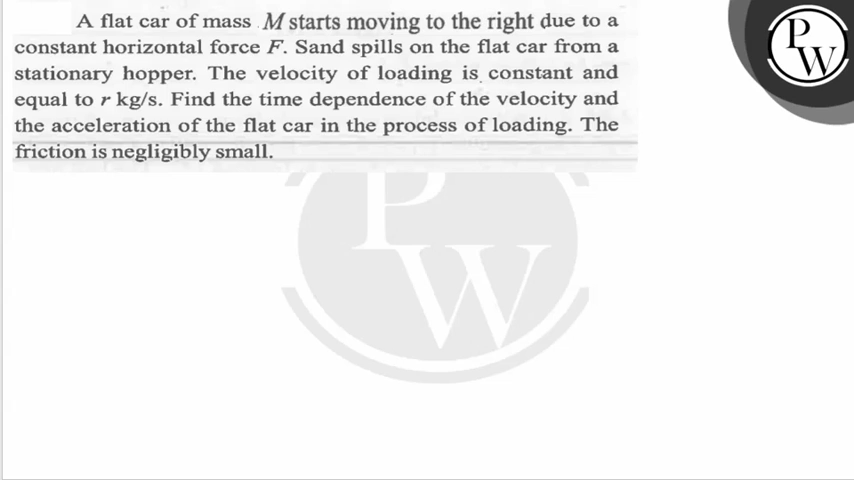 A flat car of mass M starts moving to the right due to a
constant horizontal force F. Sand spills on the flat car from a
stationary hopper. The velocity of loading is constant and
equal to r kg/s. Find the time dependence of the velocity and
the acceleration of the flat car in the process of loading. The
friction is negligibly small.
P
W
P
W